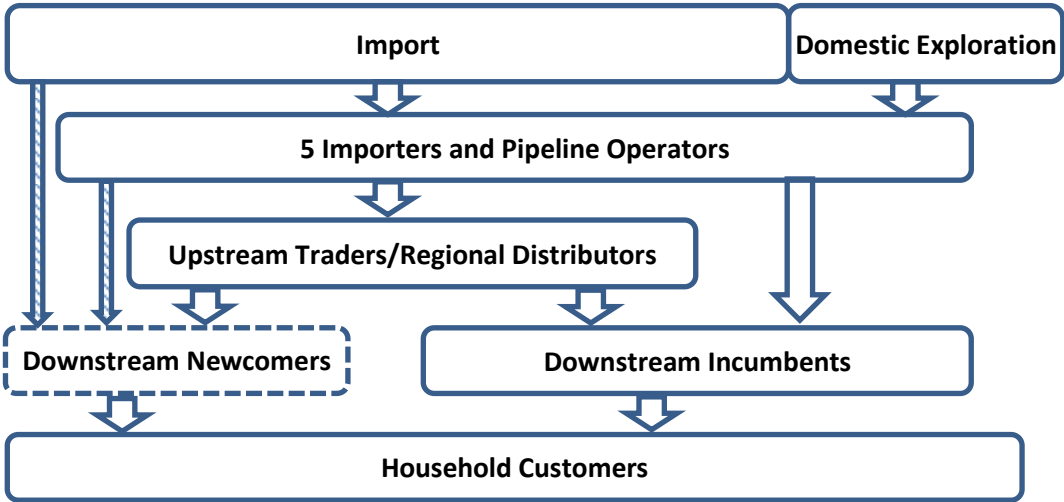 Import
Domestic Exploration
5 Importers and Pipeline Operators
Upstream Traders/Regional Distributors
Downstream Newcomers
Downstream Incumbents
Household Customers